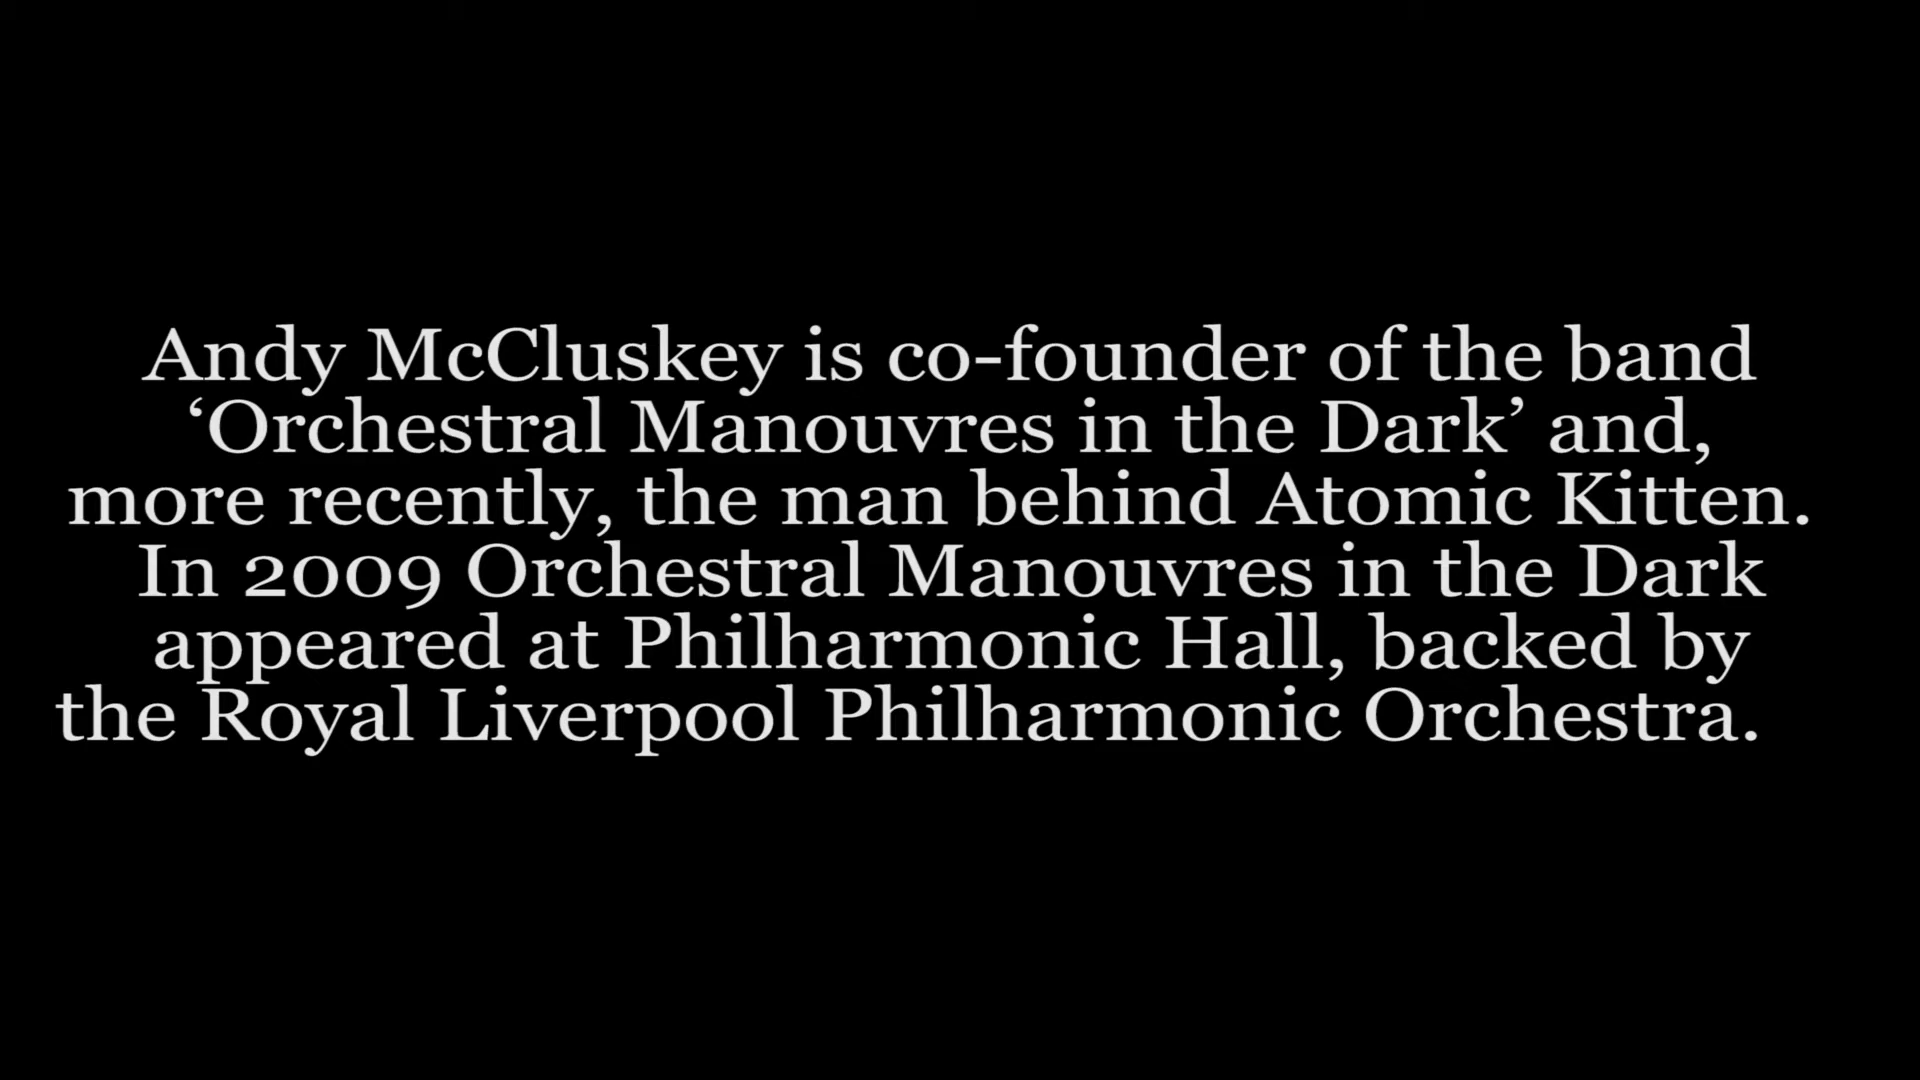 Andy McCluskey is co-founder of the band
‘Orchestral Manouvres in the Dark’ and,
more recently, the man behind Atomic Kitten.
In 2009 Orchestral Manouvres in the Dark
appeared at Philharmonic Hall, backed by
the Royal Liverpool Philharmonic Orchestra.